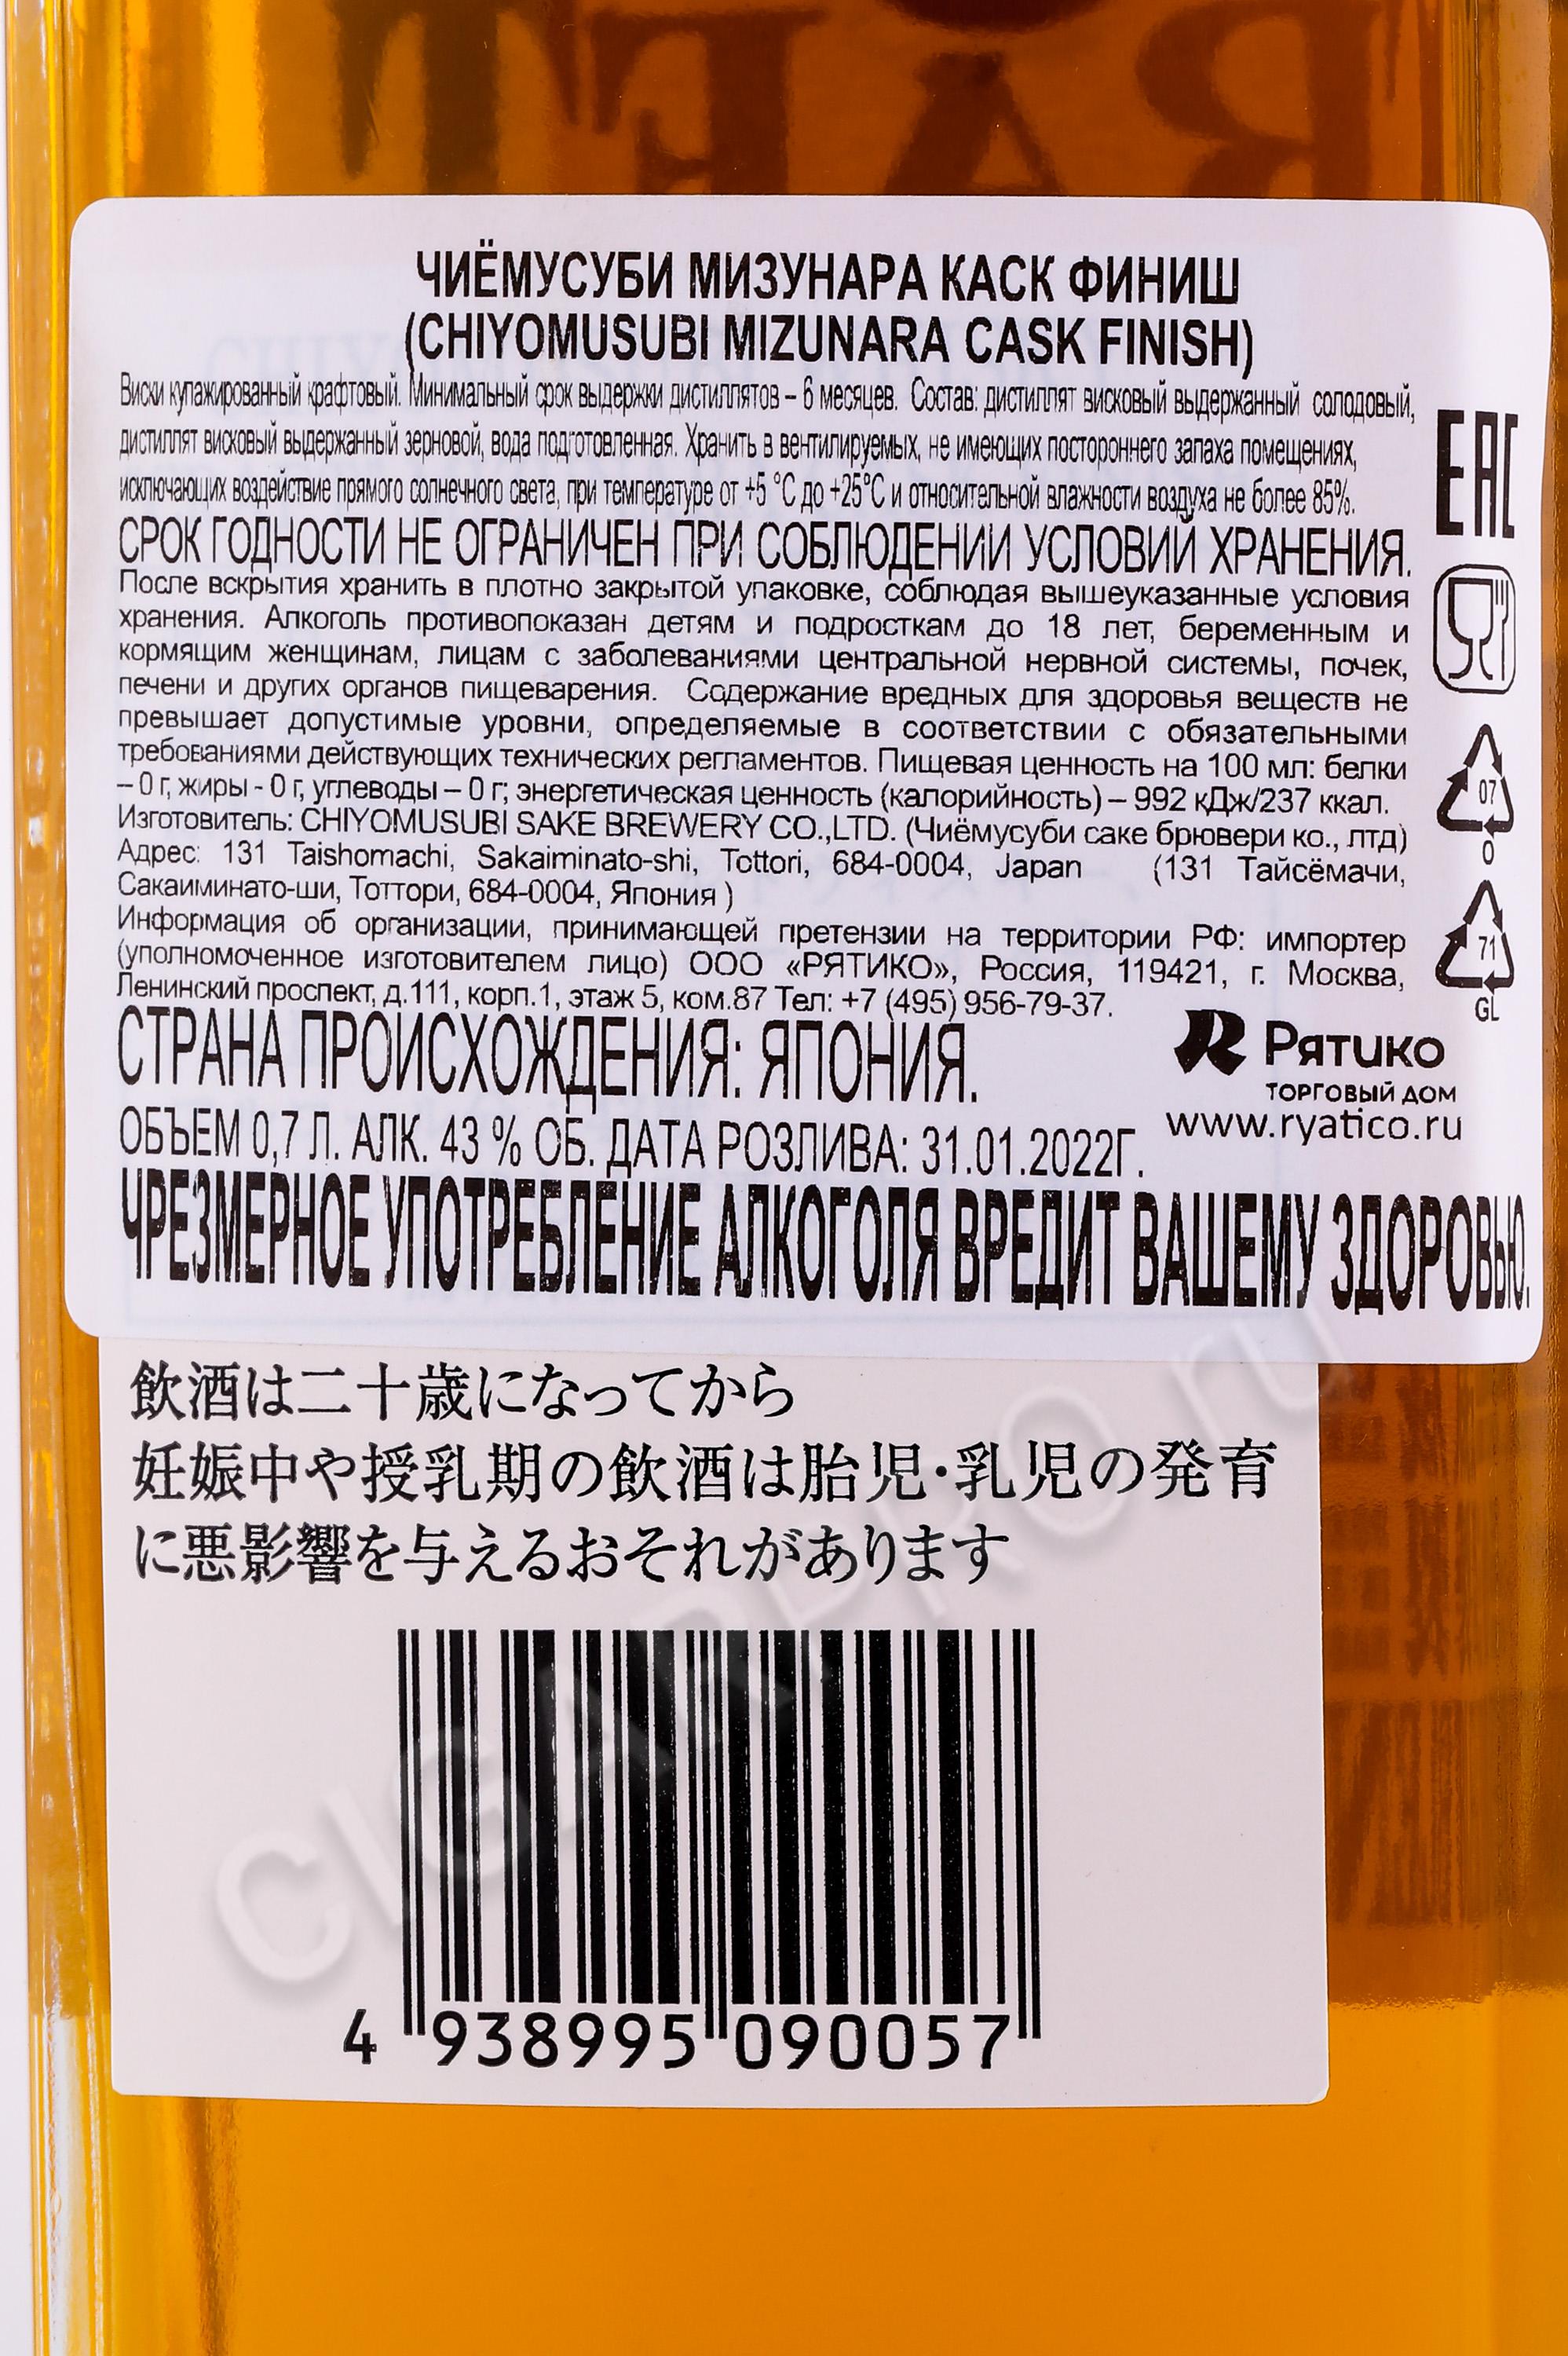 ЧИЁМУСУБИ МИЗУНАРА КАСК ФИНИШ
(CHIYOMUSUBI MIZUNARA CASK FINISH)
Виски купажированный крафтовый. Минимальный срок выдержки дистиллятов – 6 месяцев. Состав: дистиллят висковый выдержанный солодовый,
дистиллят висковый выдержанный зерновой, вода подготовленная. Хранить в вентилируемых, не имеющих постороннего запаха помещениях,
исключающих воздействие прямого солнечного света, при температуре от +5 °С до +25°С и относительной влажности воздуха не более 85%.
СРОК ГОДНОСТИ НЕ ОГРАНИЧЕН ПРИ СОБЛЮДЕНИИ УСЛОВИЙ ХРАНЕНИЯ.
После вскрытия хранить в плотно закрытой упаковке, соблюдая вышеуказанные условия
хранения. Алкоголь противопоказан детям и подросткам до 18 лет, беременным и
кормящим женщинам, лицам с заболеваниями центральной нервной системы, почек,
печени и других органов пищеварения. Содержание вредных для здоровья веществ не
превышает допустимые уровни, определяемые в соответствии с обязательными
требованиями действующих технических регламентов. Пищевая ценность на 100 мл: белки
– 0 г, жиры - 0 г, углеводы – 0 г; энергетическая ценность (калорийность) – 992 кДж/237 ккал.
Изготовитель: CHIYOMUSUBI SAKE BREWERY CO.,LTD. (Чиёмусуби саке брювери ко., лтд)
Адрес: 131 Taishomachi, Sakaiminato-shi, Tottori, 684-0004, Japan (131 Тайсёмачи,
Сакаиминато-ши, Тоттори, 684-0004, Япония )
Информация об организации, принимающей претензии на территории РФ: импортер
(уполномоченное изготовителем лицо) ООО «РЯТИКО», Россия, 119421, г. Москва,
Ленинский проспект, д.111, корп.1, этаж 5, ком.87 Тел: +7 (495) 956-79-37.
СТРАНА ПРОИСХОЖДЕНИЯ: ЯПОНИЯ.
ОБЪЕМ 0,7 Л. АЛК. 43 % ОБ. ДАТА РОЗЛИВА: 31.01.2022Г.
ЧРЕЗМЕРНОЕ УПОТРЕБЛЕНИЕ АЛКОГОЛЯ ВРЕДИТ ВАШЕМУ ЗДОРОВЬЮ.
EAC
07
O
71
GL
Рятико
ТОРГОВЫЙ ДОМ
www.ryatico.ru
飲酒は二十歳になってから
妊娠中や授乳期の飲酒は胎児・乳児の発育
に悪影響を与えるおそれがあります
4 938995 090057
CIGARPRO.ru